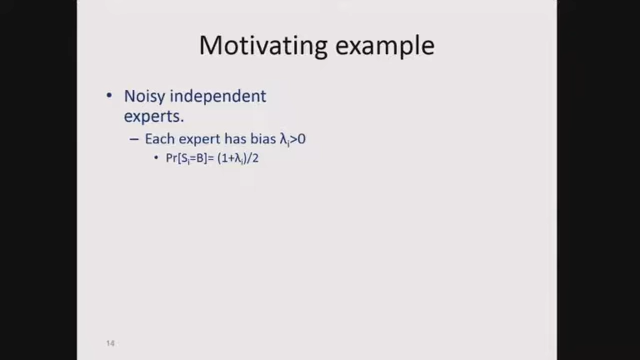 Motivating example
• Noisy independent
experts.
– Each expert has bias λi>0
• Pr[Si=B]= (1+λi)/2
14